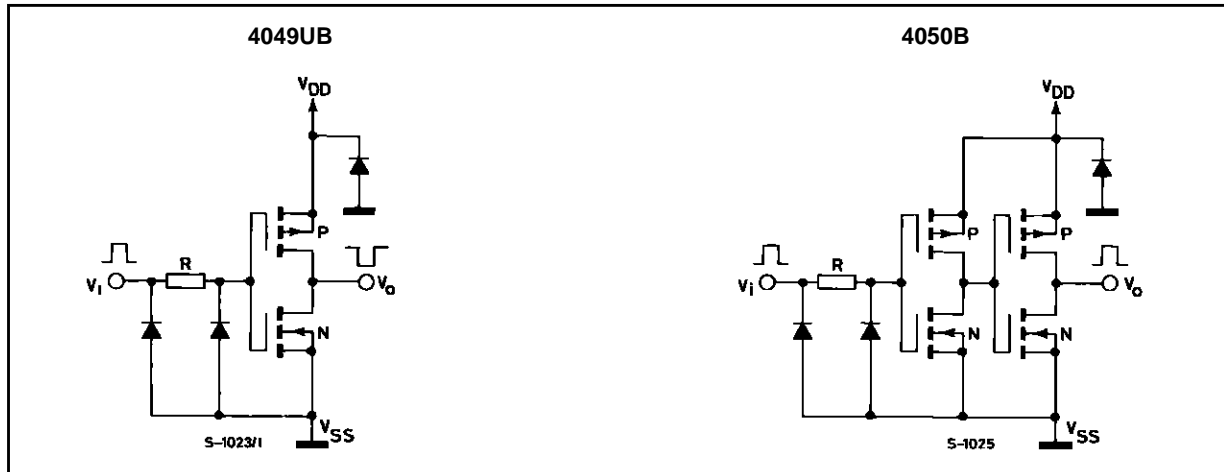 4049UB
VDD
P
R
VI
Vo
N
VSS
S-1023/1
4050B
VDD
P
P
R
Vi
Vo
N
N
VSS
S-1025